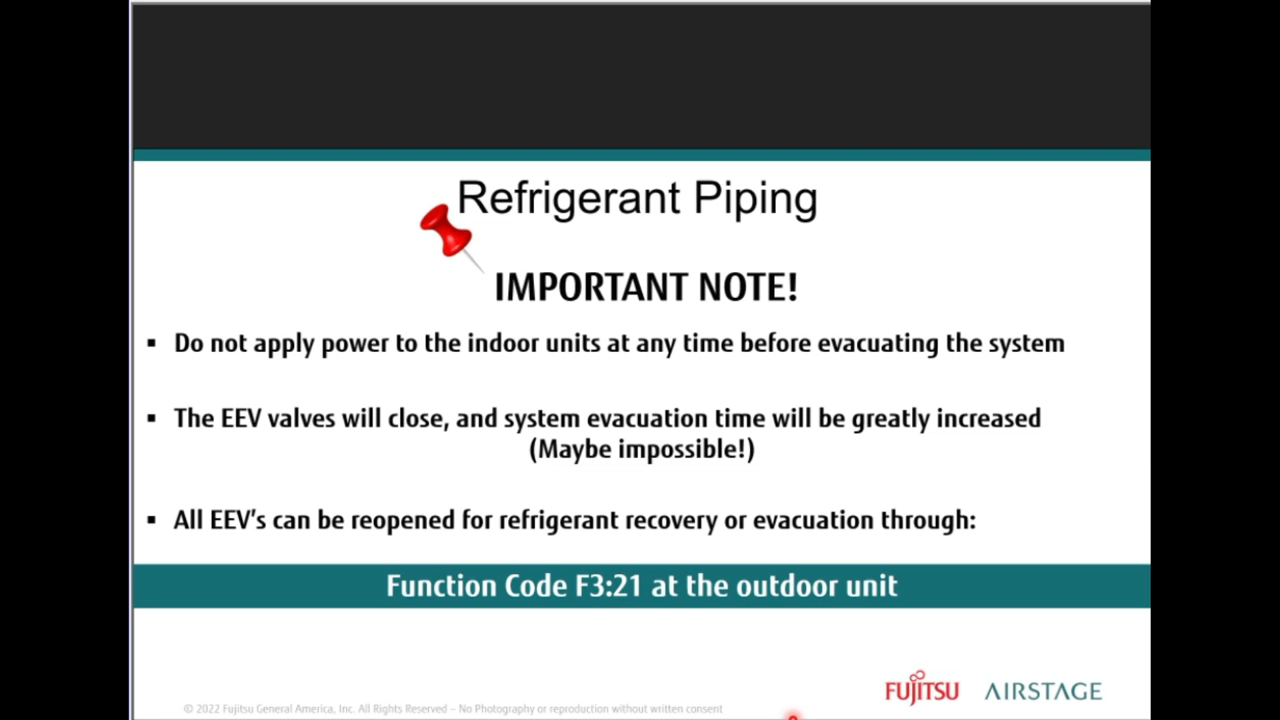 Refrigerant Piping
IMPORTANT NOTE!
▪ Do not apply power to the indoor units at any time before evacuating the system
▪ The EEV valves will close, and system evacuation time will be greatly increased
(Maybe impossible!)
▪ All EEV's can be reopened for refrigerant recovery or evacuation through:
Function Code F3:21 at the outdoor unit
FUJITSU AIRSTAGE
© 2022 Fujitsu General America, Inc. All Rights Reserved – No Photography or reproduction without written consent